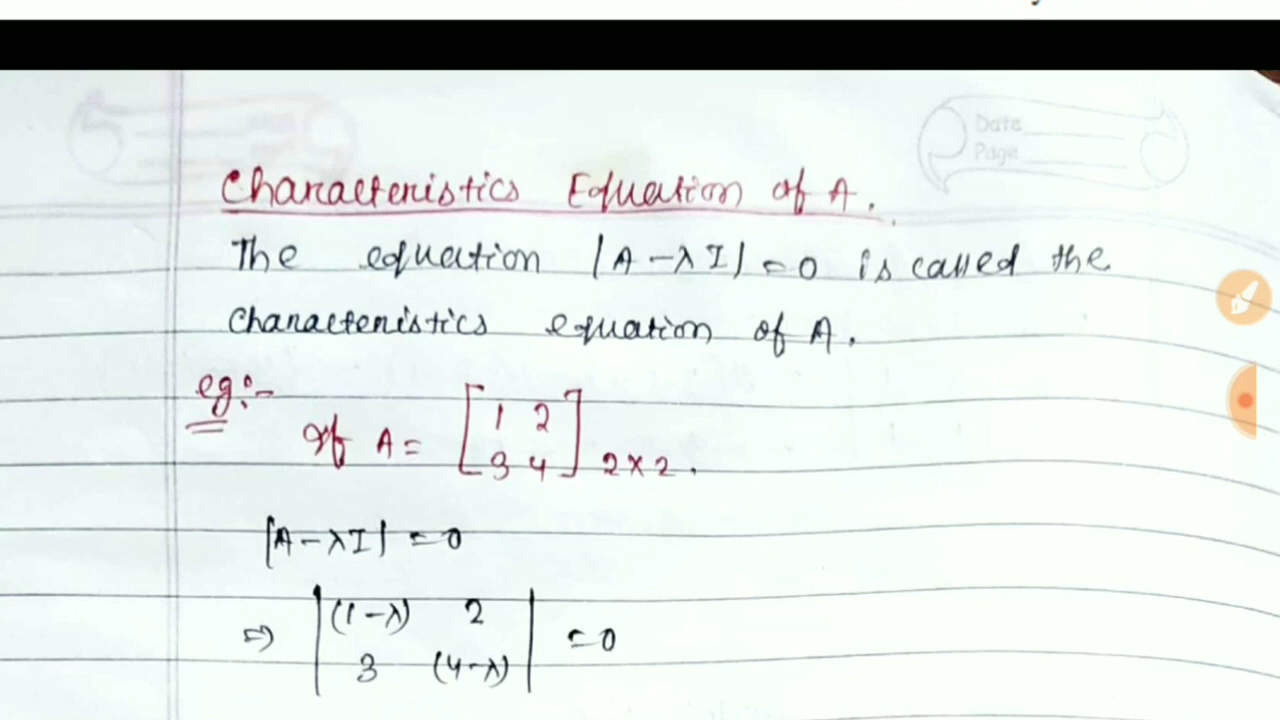 Date
Page
Characteristics Equation of A.
The equation |A-λI|=0 is called the
characteristics equation of A.
eg:-
If A = [1 2
3 4] 2×2.
|A-λI| = 0
⇒ |(1-λ) 2
3 (4-λ)| = 0